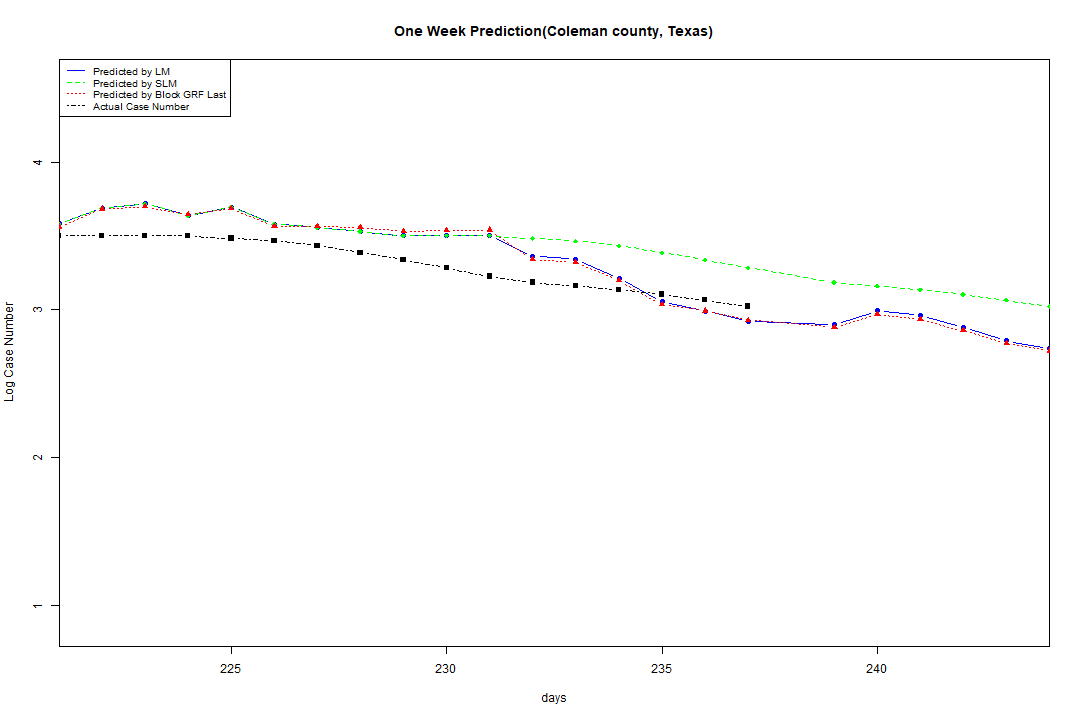 One Week Prediction(Coleman county, Texas)
Predicted by LM
Predicted by SLM
Predicted by Block GRF Last
Actual Case Number
4
3
2
1
Log Case Number
225 230 235 240
days